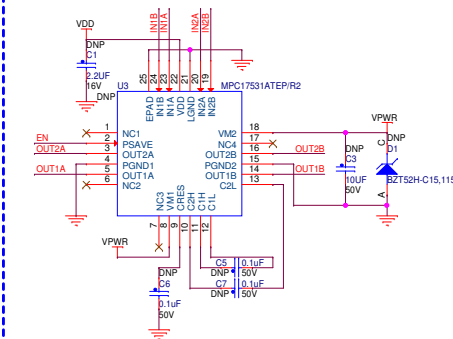 IN1B
IN1A
IN2A
IN2B
VDD
DNP
C1
2.2UF
16V
DNP
U3
MPC17531ATEP/R2
25
24
23
22
21
20
19
EPAD
IN1B
IN1A
VDD
LGND
IN2A
IN2B
EN
OUT2A
OUT1A
1
2
3
4
5
6
NC1
PSAVE
OUT2A
PGND1
OUT1A
NC2
VM2
NC4
OUT2B
PGND2
OUT1B
C2L
18
17
16
15
14
13
OUT2B
OUT1B
VPWR
DNP
C3
10UF
50V
C
DNP
D1
BZT52H-C15,115
A
NC3
VM1
CRES
C2H
C1H
C1L
7
8
9
10
11
12
VPWR
DNP
C6
0.1uF
50V
C5
0.1uF
DNP
50V
C7
0.1uF
DNP
50V